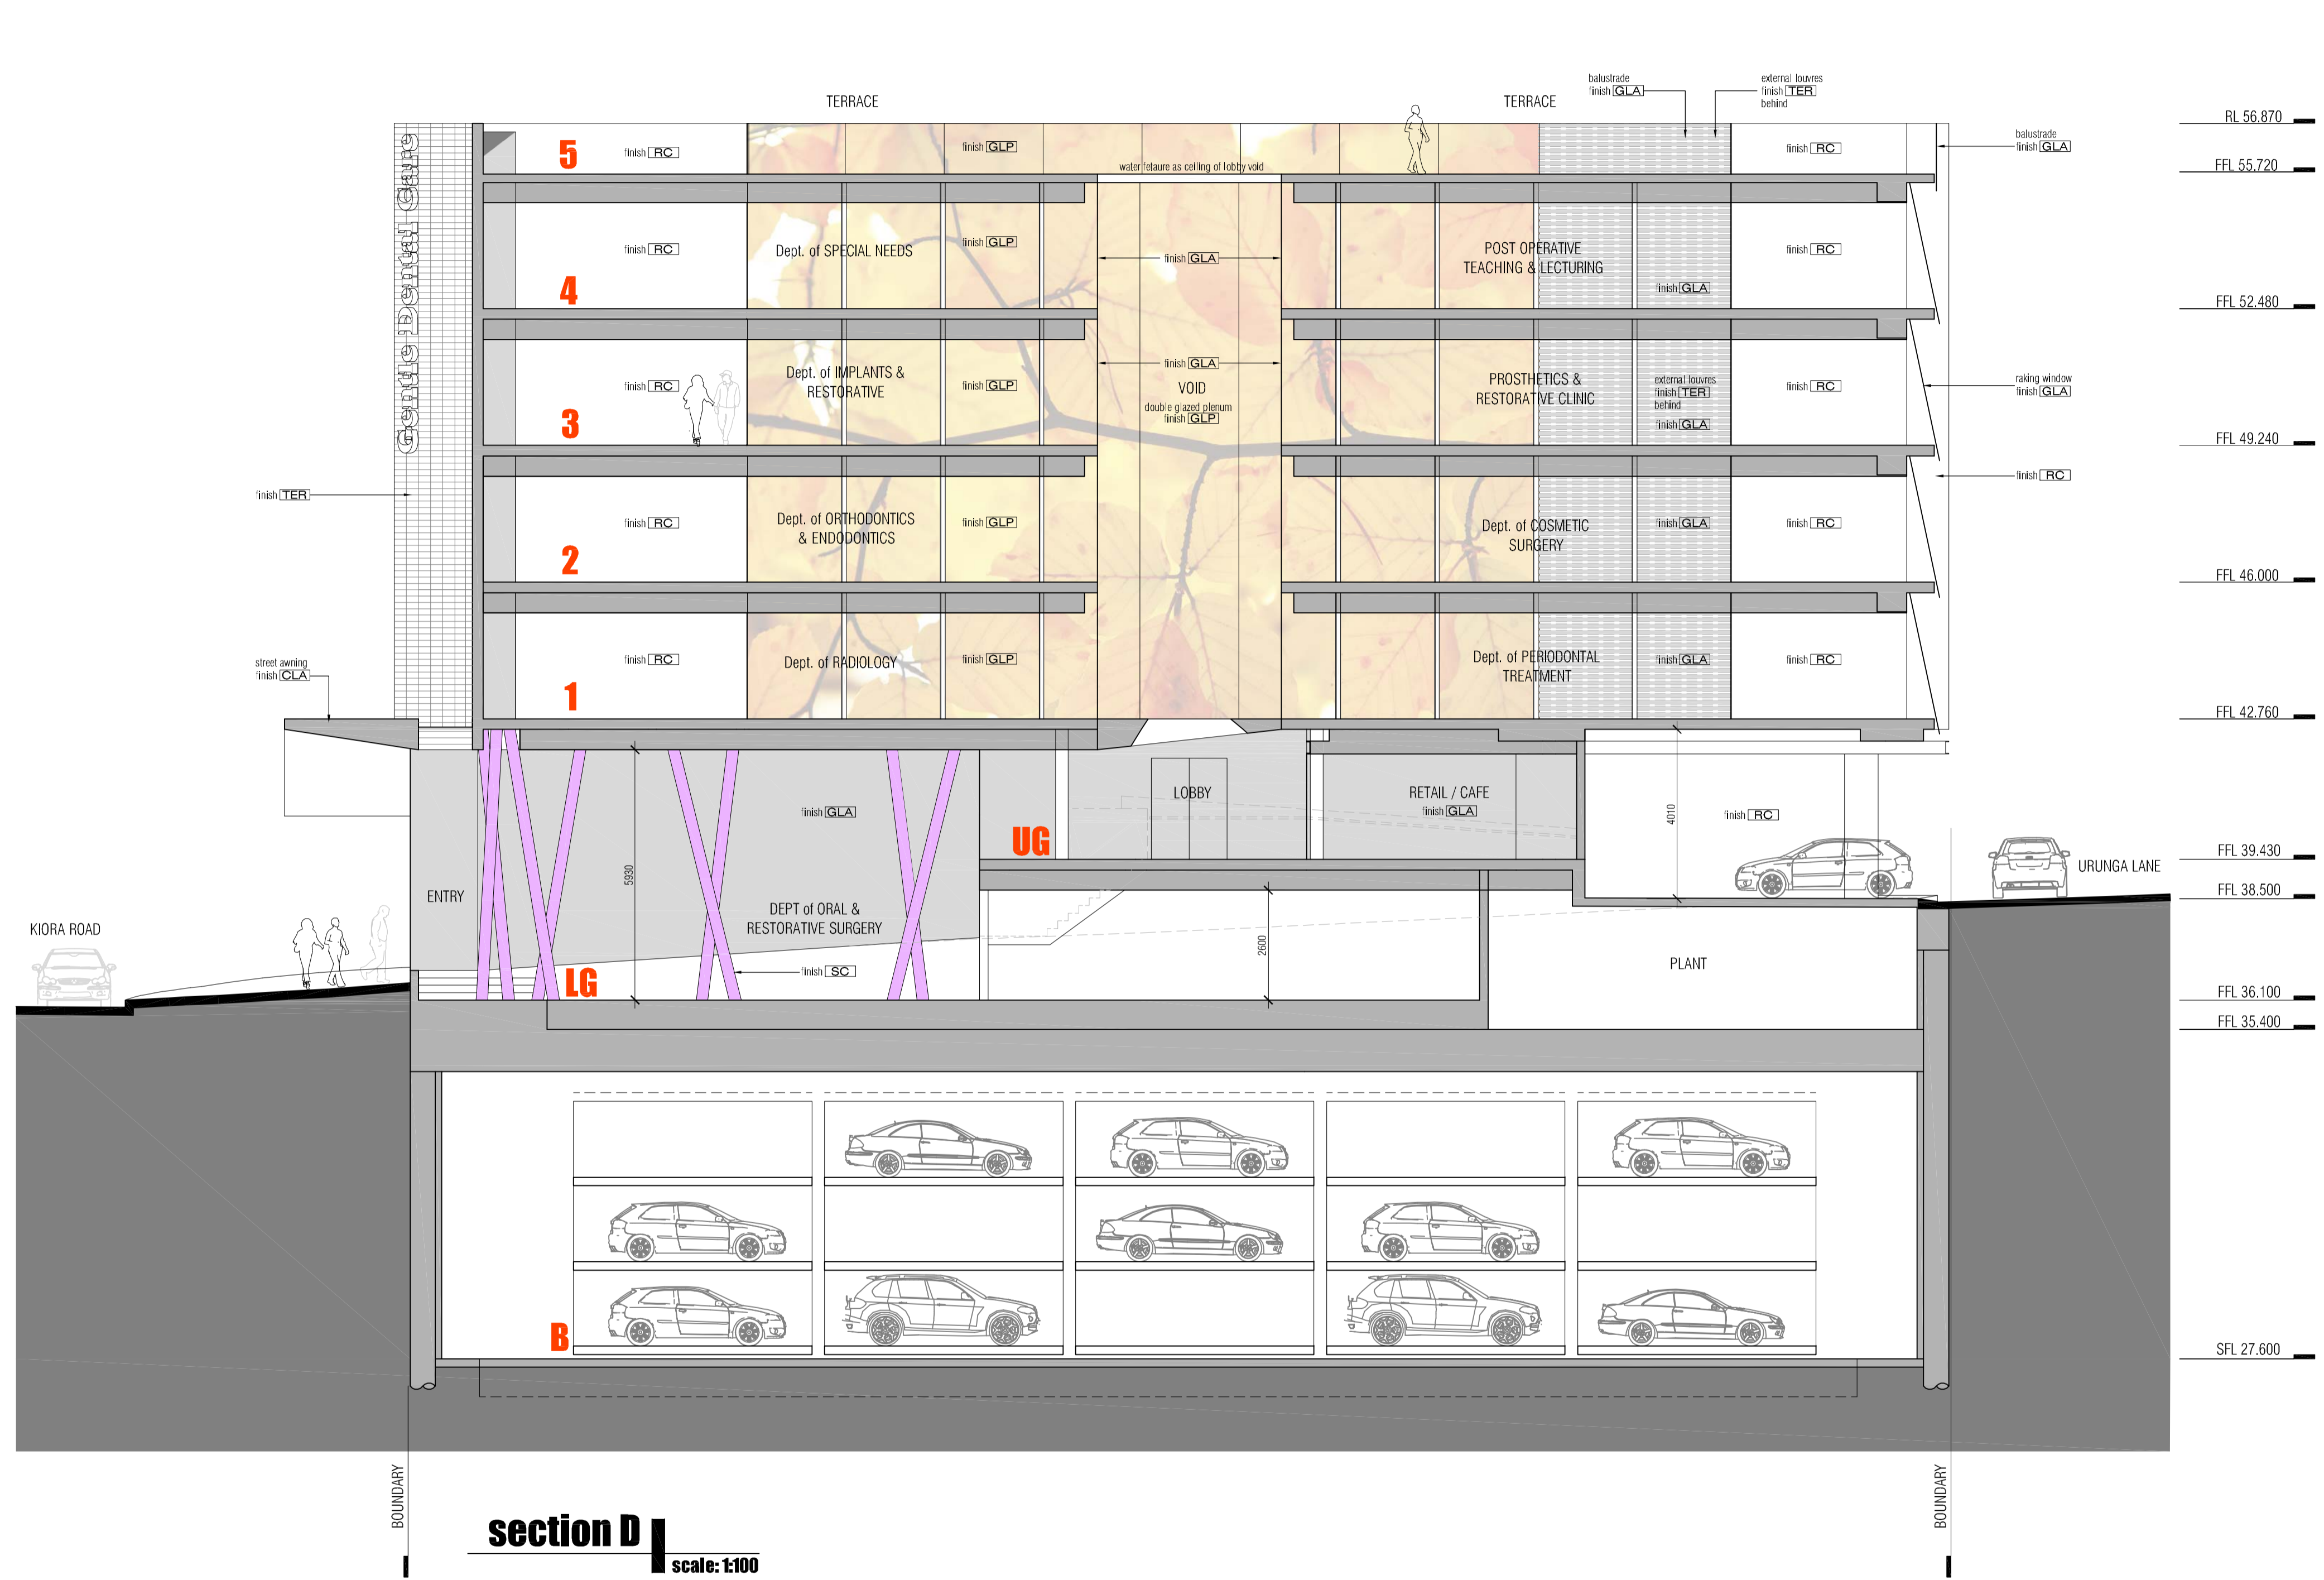 balustrade
finish GLA
external louvres
finish TER
behind
TERRACE
TERRACE
RL 56.870
balustrade
finish GLA
5
finish RC
finish GLP
water fetaure as ceiling of lobby void
finish RC
FFL 55.720
Gentle Dental Care
finish RC
Dept. of SPECIAL NEEDS
finish GLP
finish GLA
POST OPERATIVE
TEACHING & LECTURING
finish RC
finish GLA
4
FFL 52.480
finish RC
Dept. of IMPLANTS &
RESTORATIVE
finish GLP
finish GLA
VOID
double glazed plenum
finish GLP
PROSTHETICS &
RESTORATIVE CLINIC
external louvres
finish TER
behind
finish GLA
finish RC
raking window
finish GLA
3
FFL 49.240
finish RC
finish TER
finish RC
Dept. of ORTHODONTICS
& ENDODONTICS
finish GLP
Dept. of COSMETIC
SURGERY
finish GLA
finish RC
2
FFL 46.000
street awning
finish CLA
finish RC
Dept. of RADIOLOGY
finish GLP
Dept. of PERIODONTAL
TREATMENT
finish GLA
finish RC
1
FFL 42.760
finish GLA
LOBBY
RETAIL / CAFE
finish GLA
4010
finish RC
UG
FFL 39.430
URUNGA LANE
5930
ENTRY
FFL 38.500
DEPT of ORAL &
RESTORATIVE SURGERY
KIORA ROAD
2600
PLANT
finish SC
LG
FFL 36.100
FFL 35.400
B
SFL 27.600
BOUNDARY
BOUNDARY
section D
scale: 1:100